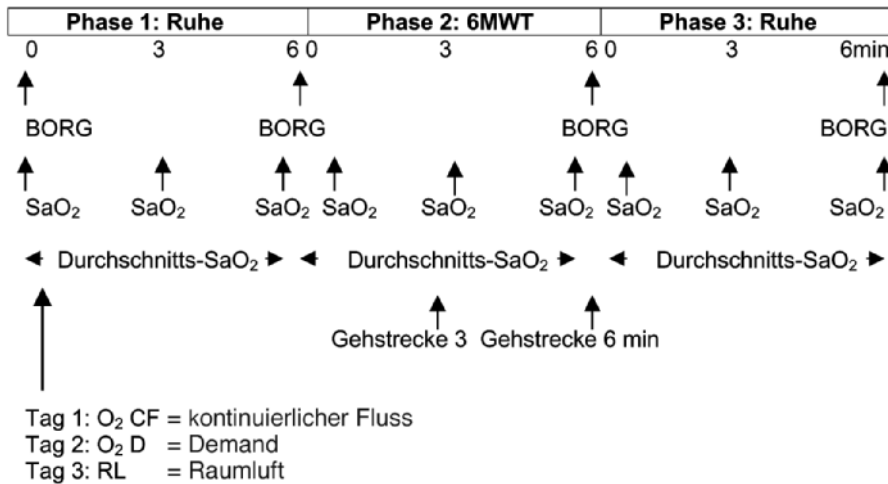 Phase 1: Ruhe Phase 2: 6MWT Phase 3: Ruhe
0 3 6 0 3 6 0 3 6min
BORG BORG BORG BORG
SaO₂ SaO₂ SaO₂ SaO₂ SaO₂ SaO₂ SaO₂ SaO₂ SaO₂
Durchschnitts-SaO₂ Durchschnitts-SaO₂ Durchschnitts-SaO₂
Gehstrecke 3 Gehstrecke 6 min
Tag 1: O₂ CF = kontinuierlicher Fluss
Tag 2: O₂ D = Demand
Tag 3: RL = Raumluft